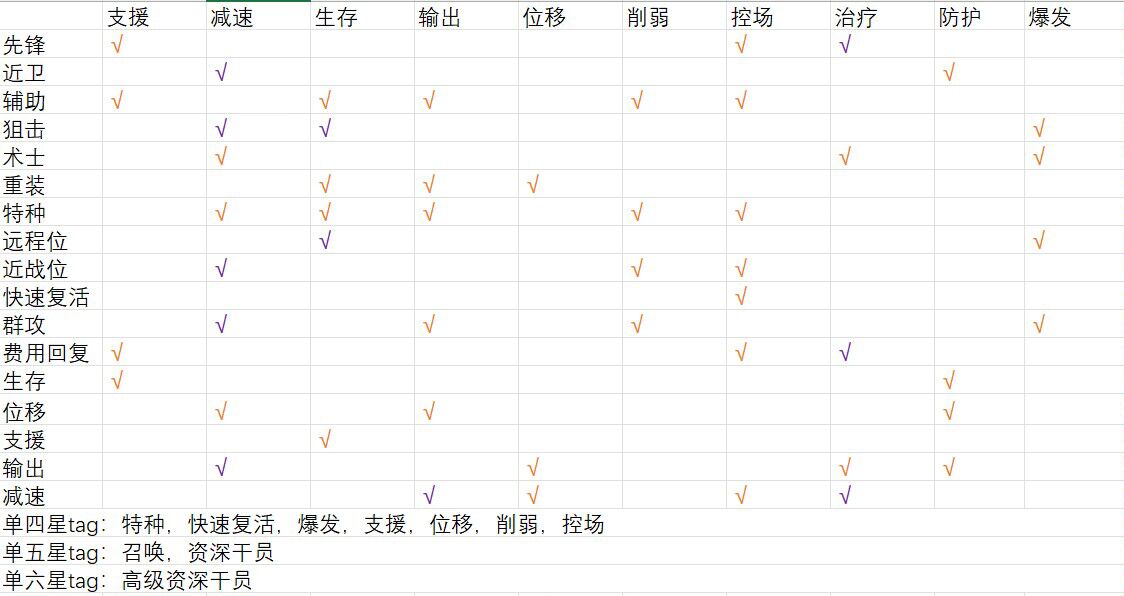 支援 减速 生存 输出 位移 削弱 控场 治疗 防护 爆发
先锋 √ √ √
近卫 √ √
辅助 √ √ √ √ √
狙击 √ √ √
术士 √ √ √
重装 √ √ √
特种 √ √ √ √ √
远程位 √ √
近战位 √ √ √
快速复活 √
群攻 √ √ √ √
费用回复 √ √ √
生存 √ √
位移 √ √ √
支援 √
输出 √ √ √ √
减速 √ √ √ √
单四星tag：特种，快速复活，爆发，支援，位移，削弱，控场
单五星tag：召唤，资深干员
单六星tag：高级资深干员